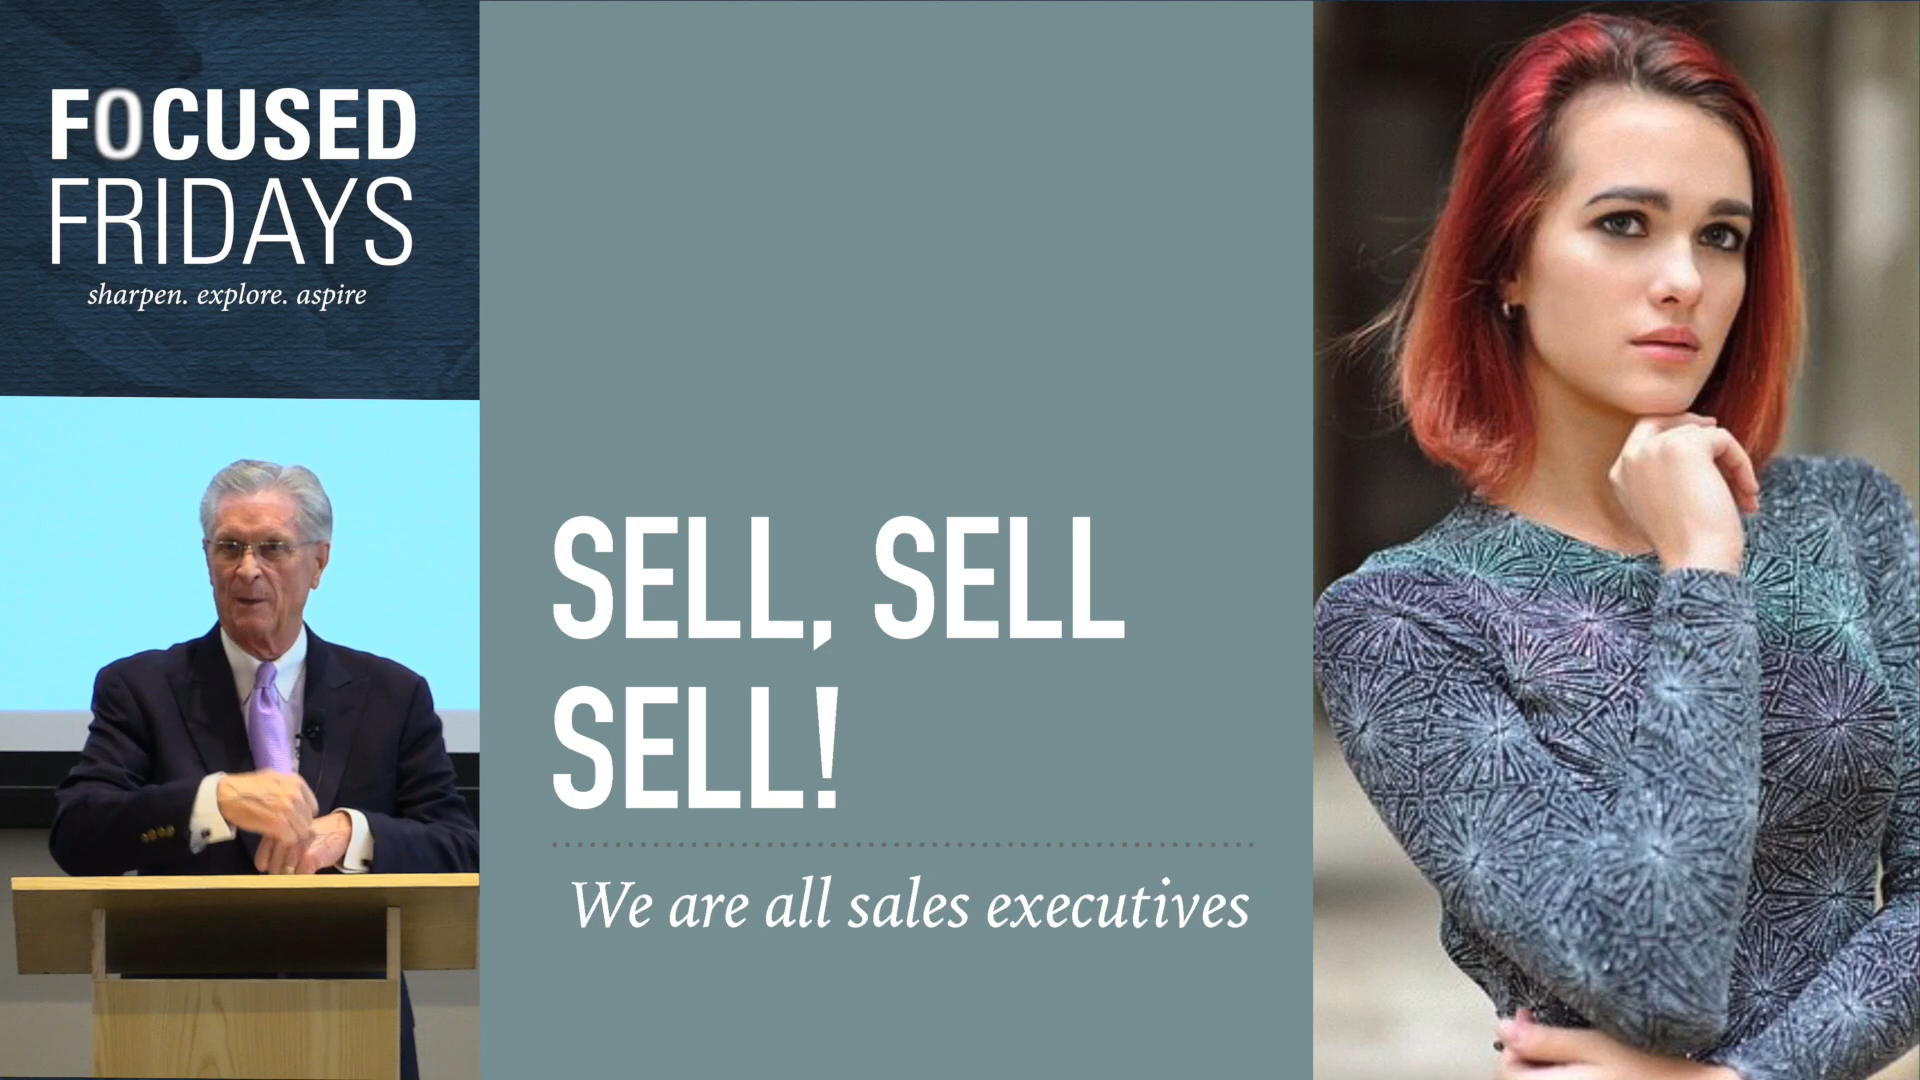 FOCUSED
FRIDAYS
sharpen. explore. aspire
SELL, SELL
SELL!
We are all sales executives